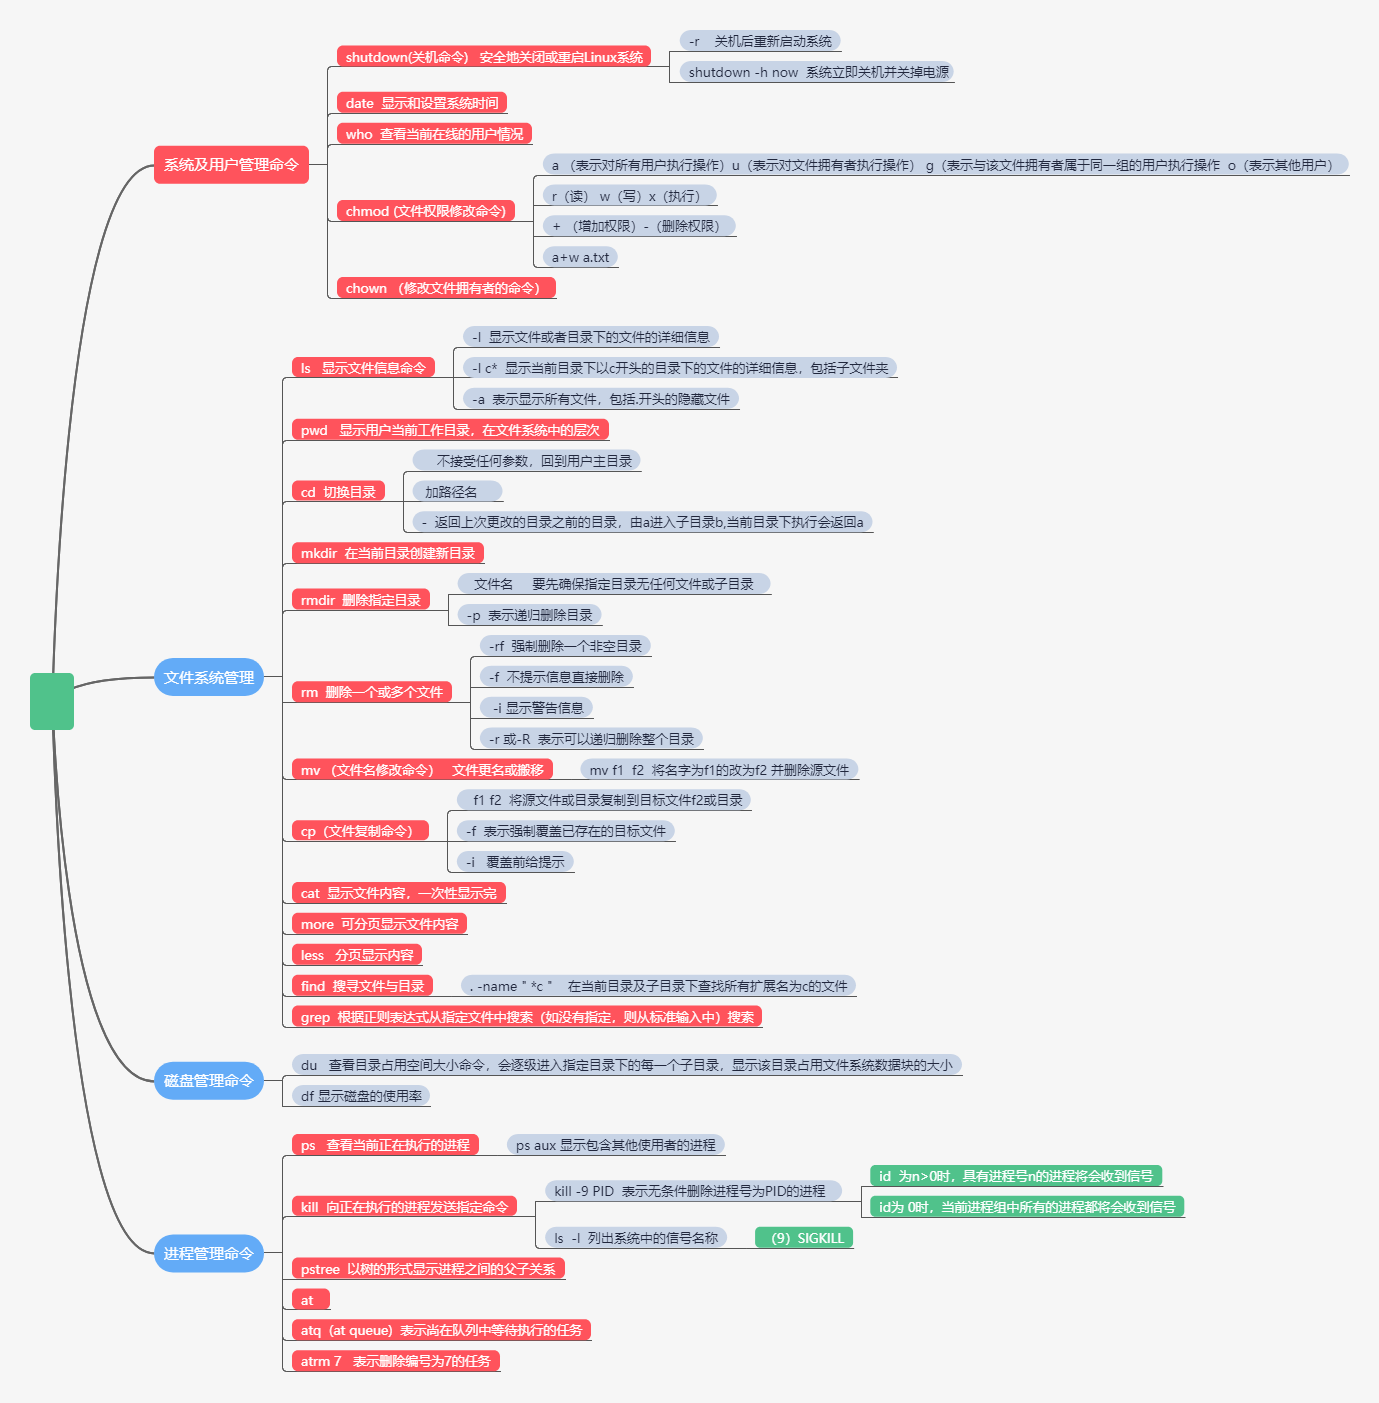 系统及用户管理命令
shutdown(关机命令)   安全地关闭或重启Linux系统
-r    关机后重新启动系统
shutdown -h now  系统立即关机并关掉电源
date  显示和设置系统时间
who  查看当前在线的用户情况
chmod (文件权限修改命令)
a （表示对所有用户执行操作）u（表示对文件拥有者执行操作） g（表示与该文件拥有者属于同一组的用户执行操作  o（表示其他用户）
r（读） w（写）x（执行）
+ （增加权限）-（删除权限）
a+w a.txt
chown （修改文件拥有者的命令）
文件系统管理
ls   显示文件信息命令
-l  显示文件或者目录下的文件的详细信息
-l c*  显示当前目录下以c开头的目录下的文件的详细信息，包括子文件夹
-a  表示显示所有文件，包括.开头的隐藏文件
pwd   显示用户当前工作目录，在文件系统中的层次
cd  切换目录
不接受任何参数，回到用户主目录
加路径名
-  返回上次更改的目录之前的目录，由a进入子目录b,当前目录下执行会返回a
mkdir  在当前目录创建新目录
rmdir  删除指定目录
文件名     要先确保指定目录无任何文件或子目录
-p  表示递归删除目录
rm  删除一个或多个文件
-rf  强制删除一个非空目录
-f  不提示信息直接删除
-i 显示警告信息
-r 或-R  表示可以递归删除整个目录
mv （文件名修改命令）   文件更名或搬移
mv f1  f2  将名字为f1的改为f2 并删除源文件
cp（文件复制命令）
f1 f2  将源文件或目录复制到目标文件f2或目录
-f  表示强制覆盖已存在的目标文件
-i   覆盖前给提示
cat  显示文件内容，一次性显示完
more  可分页显示文件内容
less   分页显示内容
find  搜寻文件与目录
. -name " *c "    在当前目录及子目录下查找所有扩展名为c的文件
grep  根据正则表达式从指定文件中搜索（如没有指定，则从标准输入中）搜索
磁盘管理命令
du   查看目录占用空间大小命令，会逐级进入指定目录下的每一个子目录，显示该目录占用文件系统数据块的大小
df 显示磁盘的使用率
进程管理命令
ps   查看当前正在执行的进程
ps aux 显示包含其他使用者的进程
kill  向正在执行的进程发送指定命令
kill -9 PID  表示无条件删除进程号为PID的进程
id  为n>0时，具有进程号n的进程将会收到信号
id为 0时，当前进程组中所有的进程都将会收到信号
ls  -l  列出系统中的信号名称
（9）SIGKILL
pstree  以树的形式显示进程之间的父子关系
at
atq（at queue）表示尚在队列中等待执行的任务
atrm 7   表示删除编号为7的任务